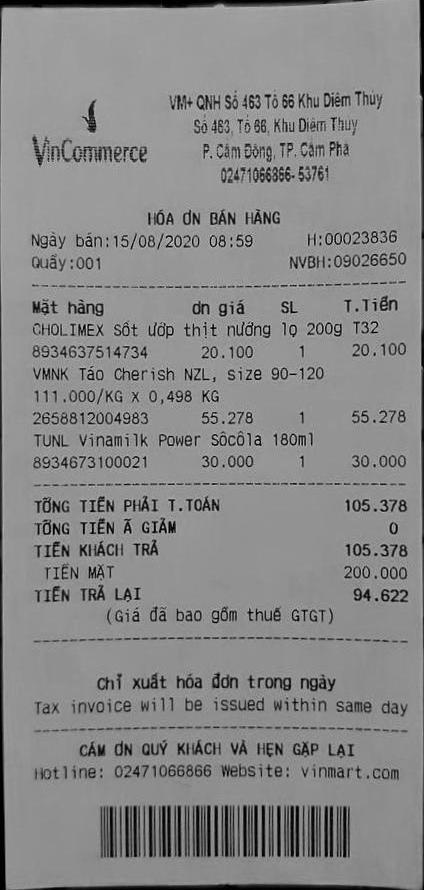 VinCommerce
VM+ QNH Số 463 Tổ 66 Khu Diêm Thủy
Số 463, Tổ 66, Khu Diêm Thủy
P. Cẩm Đông, TP. Cẩm Phả
02471066866- 53761
HÓA ƠN BÁN HÀNG
Ngày bán:15/08/2020 08:59 H:00023836
Quầy:001 NVBH:09026650
Mặt hàng ơn giá SL T.Tiền
CHOLIMEX Sốt ướp thịt nướng lọ 200g T32
8934637514734 20.100 1 20.100
VMNK Táo Cherish NZL, size 90-120
111.000/KG X 0,498 KG
2658812004983 55.278 1 55.278
TUNL Vinamilk Power Sôcôla 180ml
8934673100021 30.000 1 30.000
TỔNG TIỀN PHẢI T.TOÁN 105.378
TỔNG TIỀN Ã GIẢM 0
TIỀN KHÁCH TRẢ 105.378
TIỀN MẶT 200.000
TIỀN TRẢ LẠI 94.622
(Giá đã bao gồm thuế GTGT)
Chỉ xuất hóa đơn trong ngày
Tax invoice will be issued within same day
CẢM ƠN QUÝ KHÁCH VÀ HẸN GẶP LẠI
Hotline: 02471066866 Website: vinmart.com